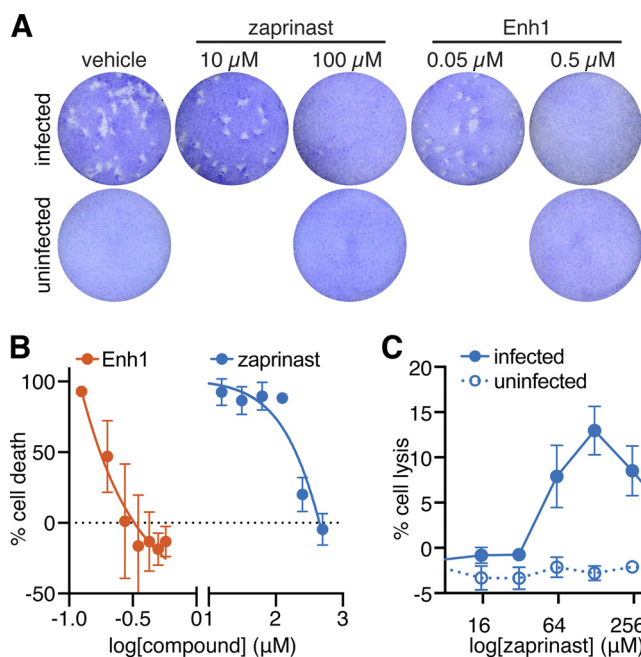 A
zaprinast
Enh1
vehicle
10 µM
100 µM
0.05 µM
0.5 µM
infected
uninfected
B
Enh1
zaprinast
100
50
0
-50
% cell death
-1.0
-0.5
0
1
2
3
log[compound] (µM)
C
infected
uninfected
20
15
10
5
0
-5
% cell lysis
16
64
256
log[zaprinast] (µM)